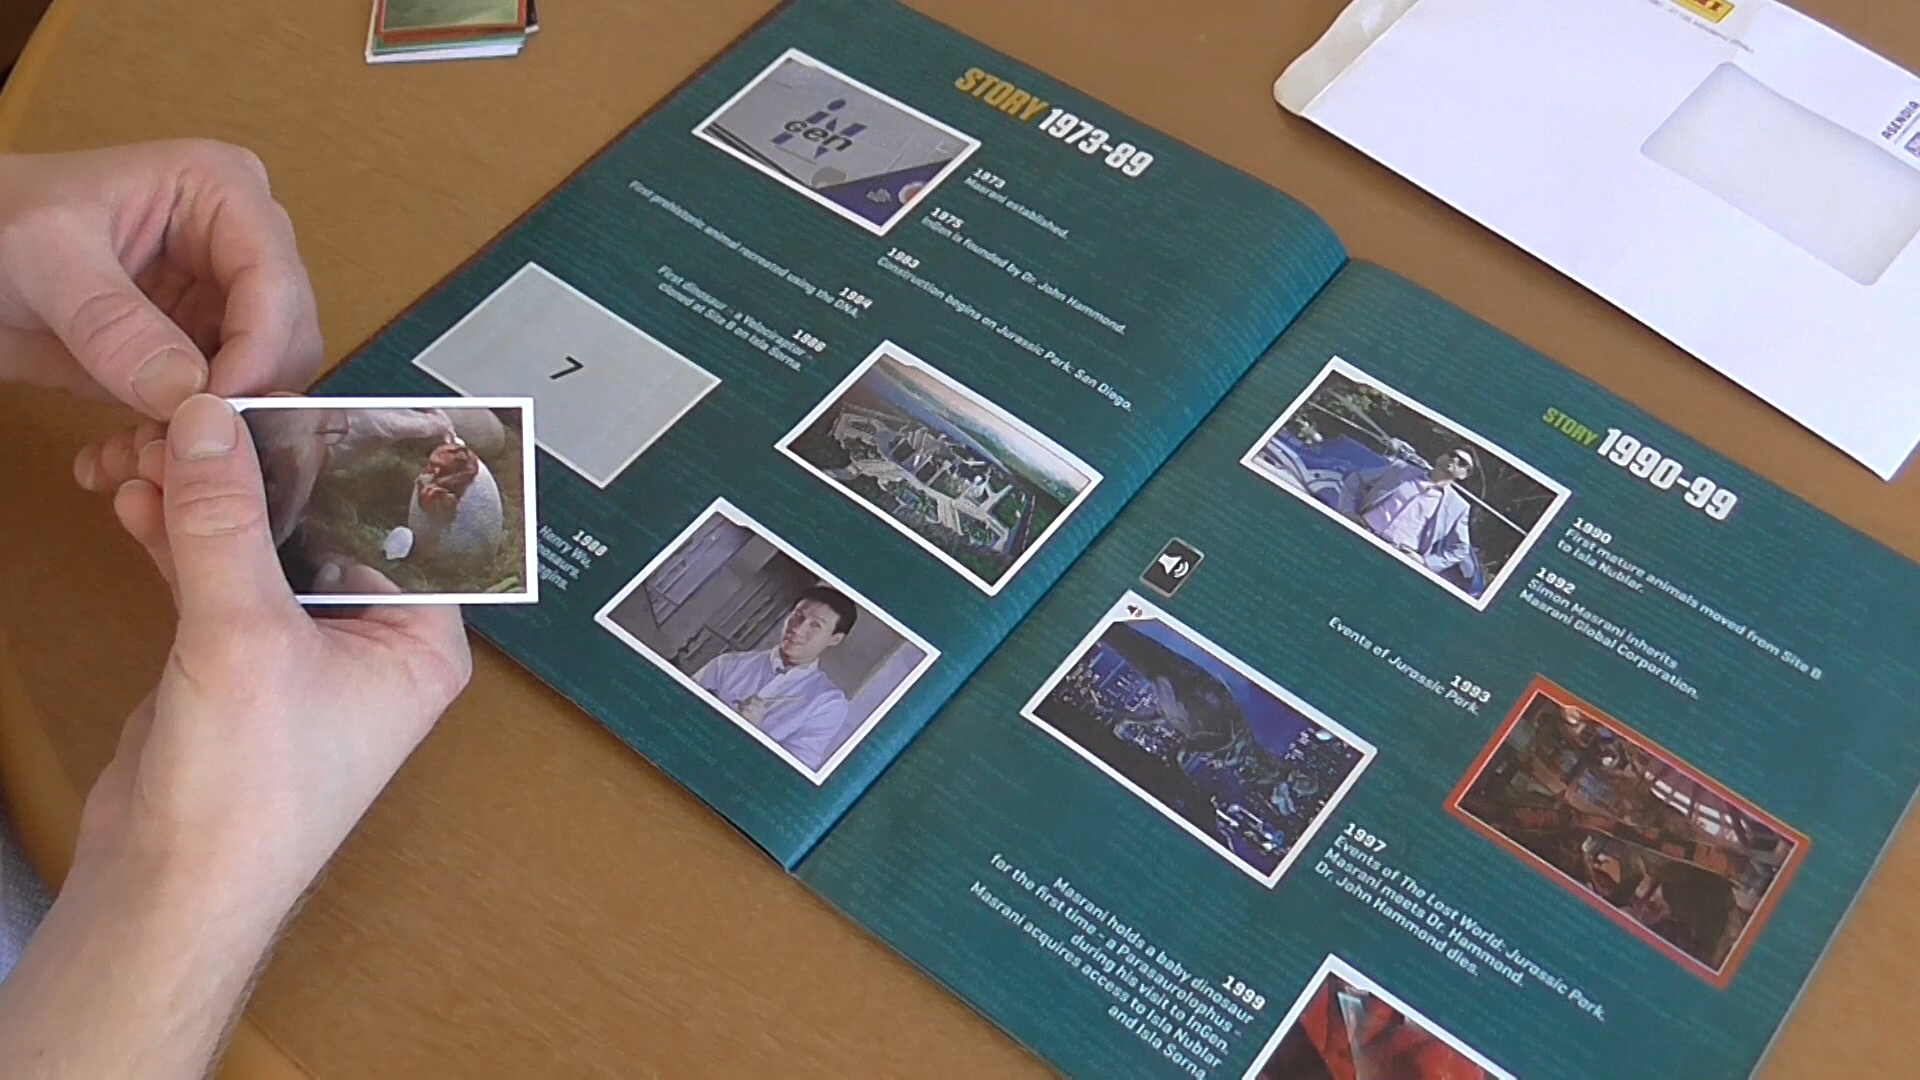 STORY 1973-89
inGen
1973
Masrani established.
1975
InGen is founded by Dr. John Hammond.
1983
Construction begins on Jurassic Park: San Diego.
1984
First prehistoric animal recreated using the DNA.
1986
First dinosaur - a Velociraptor -
cloned at Site B on Isla Sorna.
7
1988
Henry Wu,
STORY 1990-99
1990
First mature animals moved from Site B
to Isla Nublar.
1992
Simon Masrani inherits
Masrani Global Corporation.
1993
Events of Jurassic Park.
1997
Events of The Lost World: Jurassic Park.
Masrani meets Dr. Hammond.
Dr. John Hammond dies.
1999
Masrani holds a baby dinosaur
for the first time - a Parasaurolophus -
during his visit to InGen.
Masrani acquires access to Isla Nublar
and Isla Sorna
ASENDIA